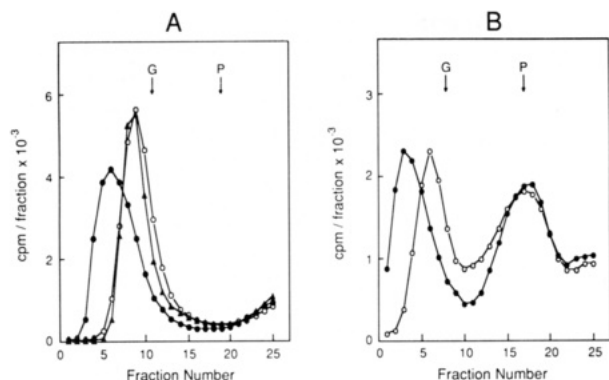 A
B
G
P
G
P
6
4
2
0
3
2
1
0
cpm / fraction x 10-3
cpm / fraction x 10-3
0 5 10 15 20 25
0 5 10 15 20 25
Fraction Number
Fraction Number